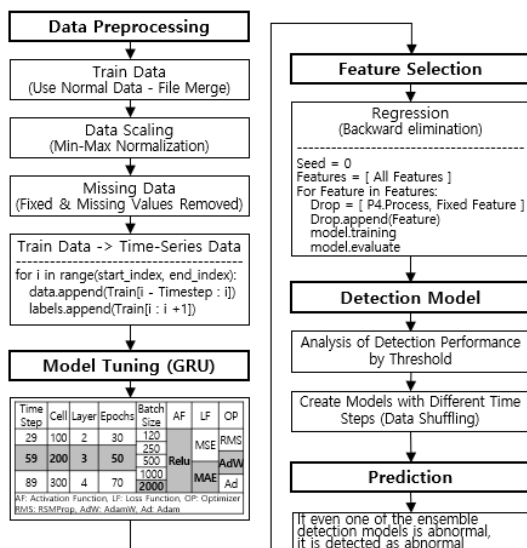 Data Preprocessing
Train Data
(Use Normal Data - File Merge)
Data Scaling
(Min-Max Normalization)
Missing Data
(Fixed & Missing Values Removed)
Train Data -> Time-Series Data
for i in range(start_index, end_index):
data.append(Train[i - Timestep : i])
labels.append(Train[i : i +1])
Model Tuning (GRU)
Time Step Cell Layer Epochs Batch Size AF LF OP
29 100 2 30 120 250 Relu MSE RMS
59 200 3 50 500 AdW
89 300 4 70 1000 2000 MAE Ad
AF: Activation Function, LF: Loss Function, OP: Optimizer
RMS: RSMProp, AdW: AdamW, Ad: Adam
Feature Selection
Regression
(Backward elimination)
Seed = 0
Features = [ All Features ]
For Feature in Features:
Drop = [ P4.Process, Fixed Feature ]
Drop.append(Feature)
model.training
model.evaluate
Detection Model
Analysis of Detection Performance
by Threshold
Create Models with Different Time
Steps (Data Shuffling)
Prediction
If even one of the ensemble
detection models is abnormal,
it is detected as abnormal